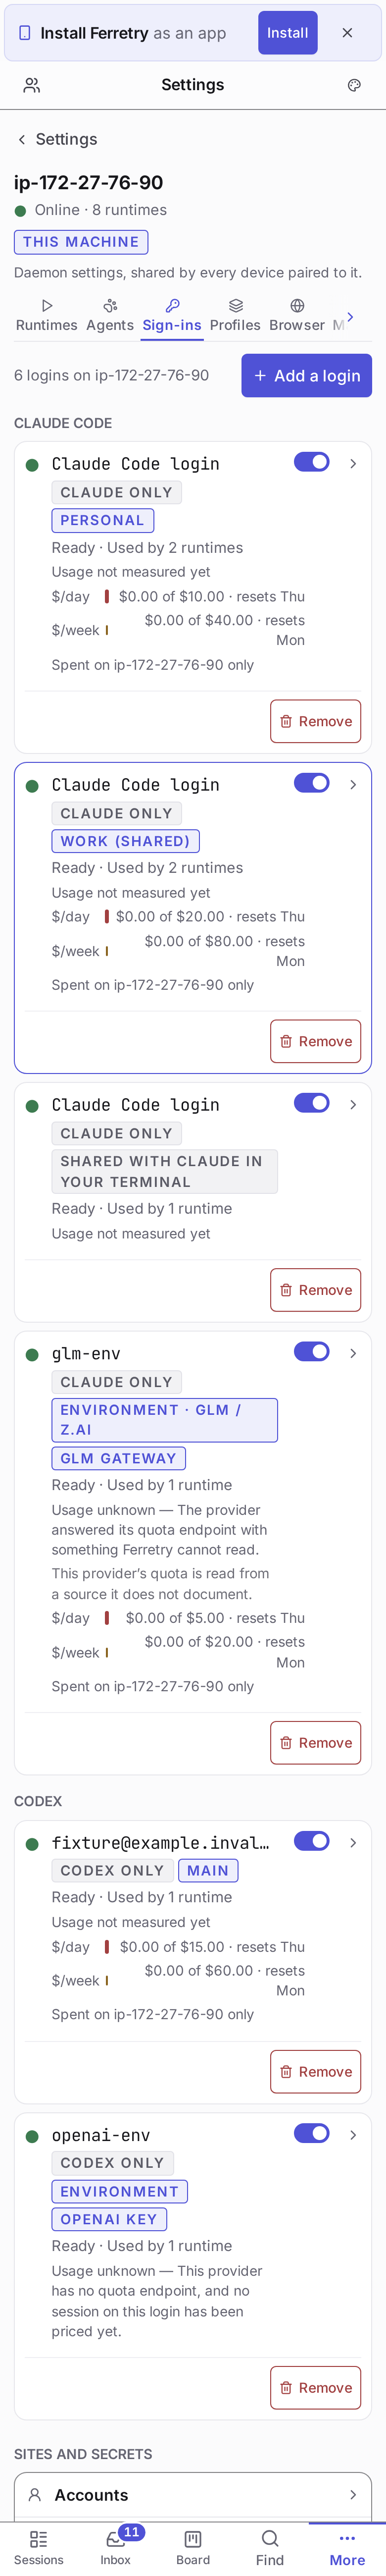 Install Ferretry as an app Install
Settings
Settings
ip-172-27-76-90
Online · 8 runtimes
THIS MACHINE
Daemon settings, shared by every device paired to it.
Runtimes Agents Sign-ins Profiles Browser M
6 logins on ip-172-27-76-90 Add a login
CLAUDE CODE
Claude Code login
CLAUDE ONLY
PERSONAL
Ready · Used by 2 runtimes
Usage not measured yet
$/day $0.00 of $10.00 · resets Thu
$/week $0.00 of $40.00 · resets
Mon
Spent on ip-172-27-76-90 only
Remove
Claude Code login
CLAUDE ONLY
WORK (SHARED)
Ready · Used by 2 runtimes
Usage not measured yet
$/day $0.00 of $20.00 · resets Thu
$/week $0.00 of $80.00 · resets
Mon
Spent on ip-172-27-76-90 only
Remove
Claude Code login
CLAUDE ONLY
SHARED WITH CLAUDE IN
YOUR TERMINAL
Ready · Used by 1 runtime
Usage not measured yet
Remove
glm-env
CLAUDE ONLY
ENVIRONMENT · GLM /
Z.AI
GLM GATEWAY
Ready · Used by 1 runtime
Usage unknown — The provider
answered its quota endpoint with
something Ferretry cannot read.
This provider's quota is read from
a source it does not document.
$/day $0.00 of $5.00 · resets Thu
$/week $0.00 of $20.00 · resets
Mon
Spent on ip-172-27-76-90 only
Remove
CODEX
fixture@example.inval…
CODEX ONLY MAIN
Ready · Used by 1 runtime
Usage not measured yet
$/day $0.00 of $15.00 · resets Thu
$/week $0.00 of $60.00 · resets
Mon
Spent on ip-172-27-76-90 only
Remove
openai-env
CODEX ONLY
ENVIRONMENT
OPENAI KEY
Ready · Used by 1 runtime
Usage unknown — This provider
has no quota endpoint, and no
session on this login has been
priced yet.
Remove
SITES AND SECRETS
Accounts
11
Sessions Inbox Board Find More